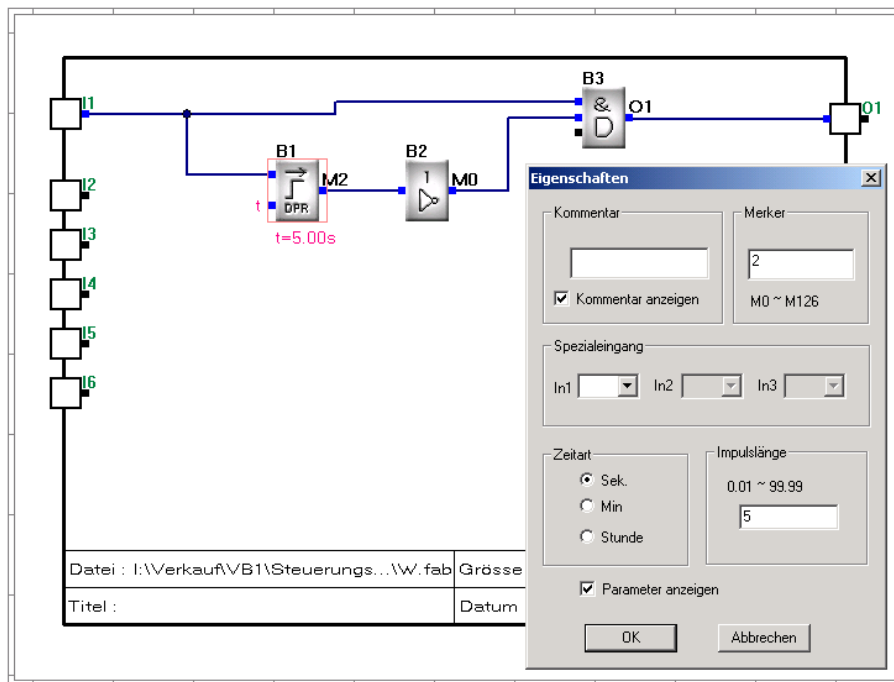 I1
I2
I3
I4
I5
I6
B1
DPR
t
t=5.00s
M2
B2
1
M0
B3
&
O1
O1
Datei : I:\Verkauf\VB1\Steuerungs...\W.fab
Grösse
Titel :
Datum
Eigenschaften
Kommentar
Kommentar anzeigen
Merker
2
M0 ~ M126
Spezialeingang
In1
In2
In3
Zeitart
Sek.
Min
Stunde
Impulslänge
0.01 ~ 99.99
5
Parameter anzeigen
OK
Abbrechen